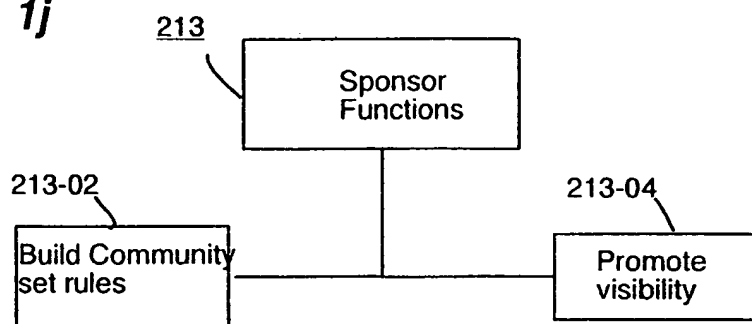 1j
213
Sponsor
Functions
213-02
213-04
Build Community
set rules
Promote
visibility